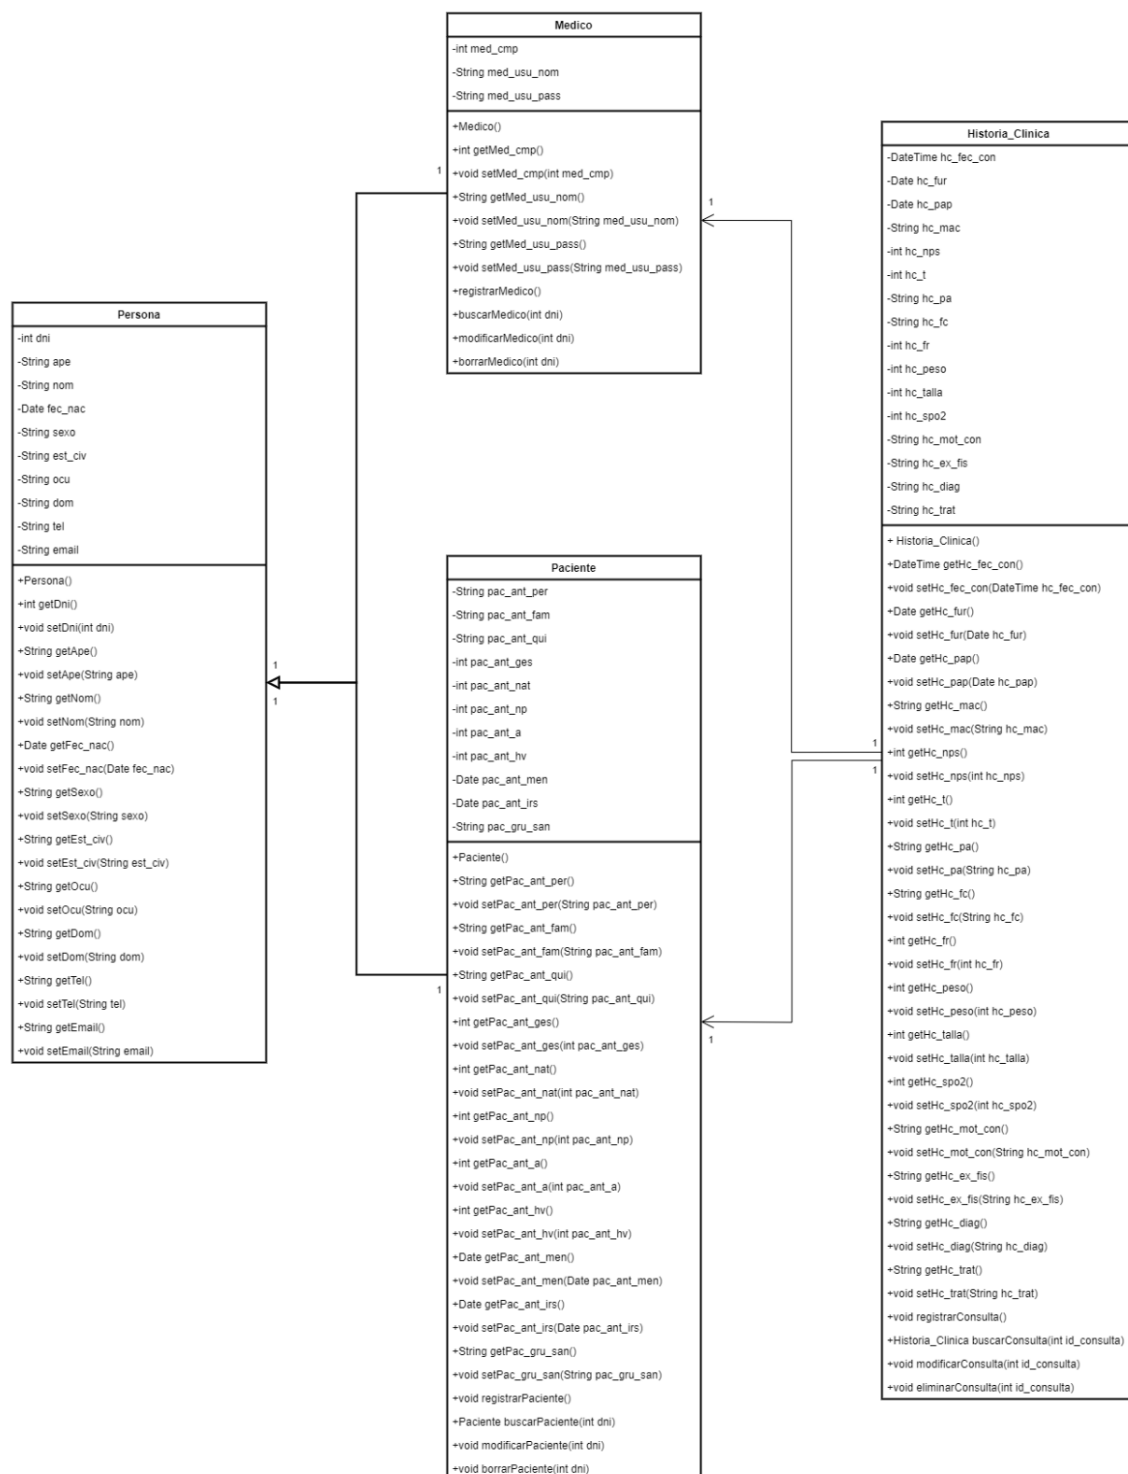 Medico
-int med_cmp
-String med_usu_nom
-String med_usu_pass
+Medico()
+int getMed_cmp()
+void setMed_cmp(int med_cmp)
+String getMed_usu_nom()
+void setMed_usu_nom(String med_usu_nom)
+String getMed_usu_pass()
+void setMed_usu_pass(String med_usu_pass)
+registrarMedico()
+buscarMedico(int dni)
+modificarMedico(int dni)
+borrarMedico(int dni)
1
1
Persona
-int dni
-String ape
-String nom
-Date fec_nac
-String sexo
-String est_civ
-String ocu
-String dom
-String tel
-String email
+Persona()
+int getDni()
+void setDni(int dni)
+String getApe()
+void setApe(String ape)
+String getNom()
+void setNom(String nom)
+Date getFec_nac()
+void setFec_nac(Date fec_nac)
+String getSexo()
+void setSexo(String sexo)
+String getEst_civ()
+void setEst_civ(String est_civ)
+String getOcu()
+void setOcu(String ocu)
+String getDom()
+void setDom(String dom)
+String getTel()
+void setTel(String tel)
+String getEmail()
+void setEmail(String email)
1
1
Paciente
-String pac_ant_per
-String pac_ant_fam
-String pac_ant_qui
-int pac_ant_ges
-int pac_ant_nat
-int pac_ant_np
-int pac_ant_a
-int pac_ant_hv
-Date pac_ant_men
-Date pac_ant_irs
-String pac_gru_san
+Paciente()
+String getPac_ant_per()
+void setPac_ant_per(String pac_ant_per)
+String getPac_ant_fam()
+void setPac_ant_fam(String pac_ant_fam)
+String getPac_ant_qui()
+void setPac_ant_qui(String pac_ant_qui)
+int getPac_ant_ges()
+void setPac_ant_ges(int pac_ant_ges)
+int getPac_ant_nat()
+void setPac_ant_nat(int pac_ant_nat)
+int getPac_ant_np()
+void setPac_ant_np(int pac_ant_np)
+int getPac_ant_a()
+void setPac_ant_a(int pac_ant_a)
+int getPac_ant_hv()
+void setPac_ant_hv(int pac_ant_hv)
+Date getPac_ant_men()
+void setPac_ant_men(Date pac_ant_men)
+Date getPac_ant_irs()
+void setPac_ant_irs(Date pac_ant_irs)
+String getPac_gru_san()
+void setPac_gru_san(String pac_gru_san)
+void registrarPaciente()
+Paciente buscarPaciente(int dni)
+void modificarPaciente(int dni)
+void borrarPaciente(int dni)
1
1
Historia_Clinica
-DateTime hc_fec_con
-Date hc_fur
-Date hc_pap
-String hc_mac
-int hc_nps
-int hc_t
-String hc_pa
-String hc_fc
-int hc_fr
-int hc_peso
-int hc_talla
-int hc_spo2
-String hc_mot_con
-String hc_ex_fis
-String hc_diag
-String hc_trat
+ Historia_Clinica()
+DateTime getHc_fec_con()
+void setHc_fec_con(DateTime hc_fec_con)
+Date getHc_fur()
+void setHc_fur(Date hc_fur)
+Date getHc_pap()
+void setHc_pap(Date hc_pap)
+String getHc_mac()
+void setHc_mac(String hc_mac)
+int getHc_nps()
+void setHc_nps(int hc_nps)
+int getHc_t()
+void setHc_t(int hc_t)
+String getHc_pa()
+void setHc_pa(String hc_pa)
+String getHc_fc()
+void setHc_fc(String hc_fc)
+int getHc_fr()
+void setHc_fr(int hc_fr)
+int getHc_peso()
+void setHc_peso(int hc_peso)
+int getHc_talla()
+void setHc_talla(int hc_talla)
+int getHc_spo2()
+void setHc_spo2(int hc_spo2)
+String getHc_mot_con()
+void setHc_mot_con(String hc_mot_con)
+String getHc_ex_fis()
+void setHc_ex_fis(String hc_ex_fis)
+String getHc_diag()
+void setHc_diag(String hc_diag)
+String getHc_trat()
+void setHc_trat(String hc_trat)
+void registrarConsulta()
+Historia_Clinica buscarConsulta(int id_consulta)
+void modificarConsulta(int id_consulta)
+void eliminarConsulta(int id_consulta)
1
1